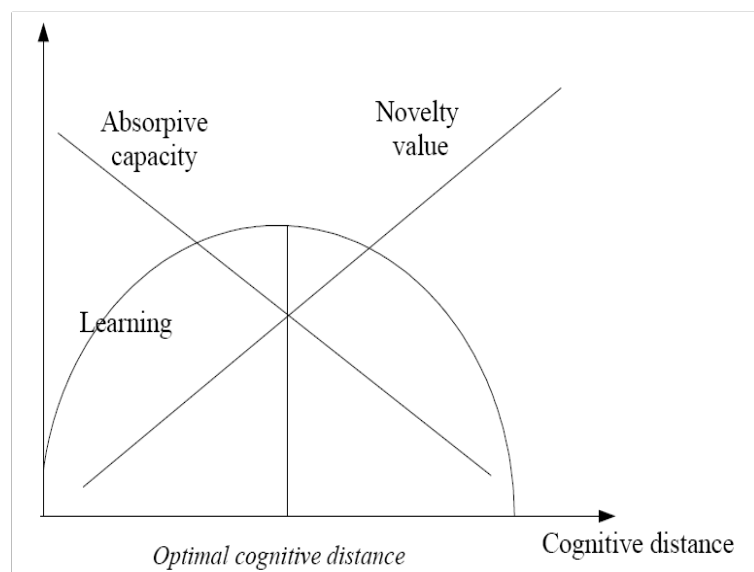 Absorpive
capacity
Novelty
value
Learning
Cognitive distance
Optimal cognitive distance